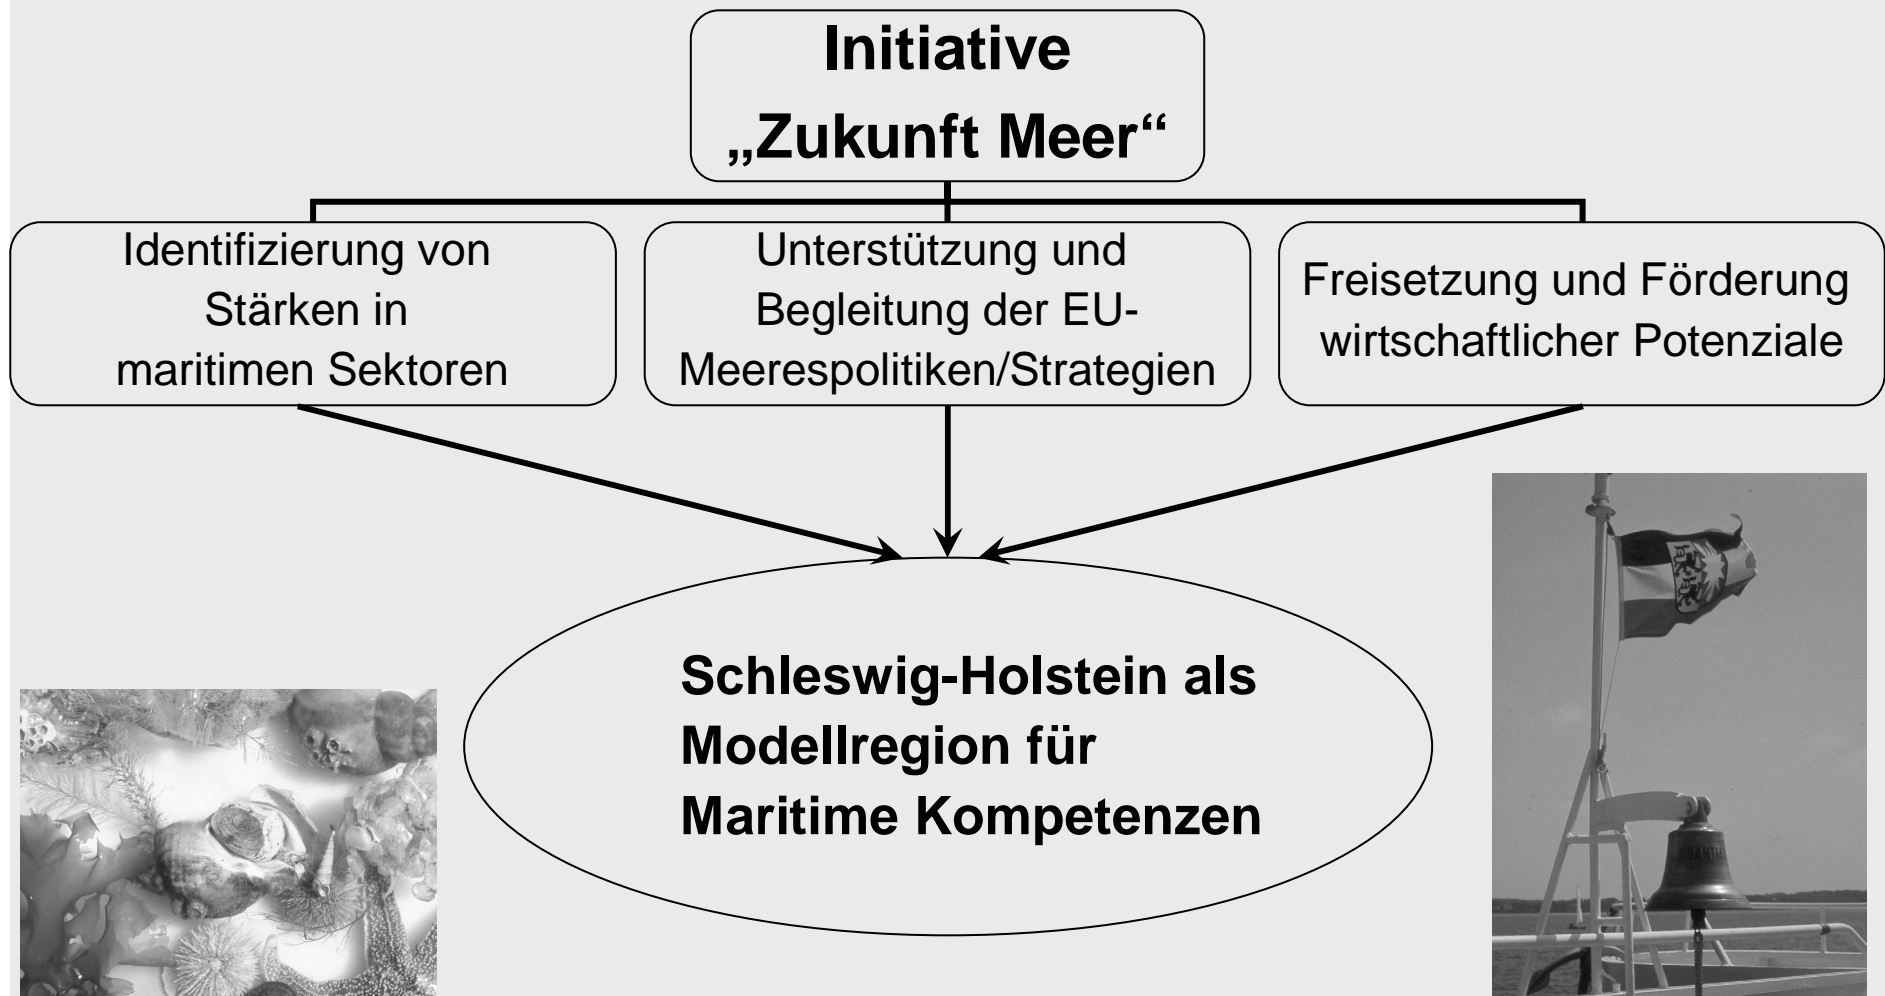 Initiative
„Zukunft Meer“
Identifizierung von
Stärken in
maritimen Sektoren
Unterstützung und
Begleitung der EU-
Meerespolitiken/Strategien
Freisetzung und Förderung
wirtschaftlicher Potenziale
Schleswig-Holstein als
Modellregion für
Maritime Kompetenzen